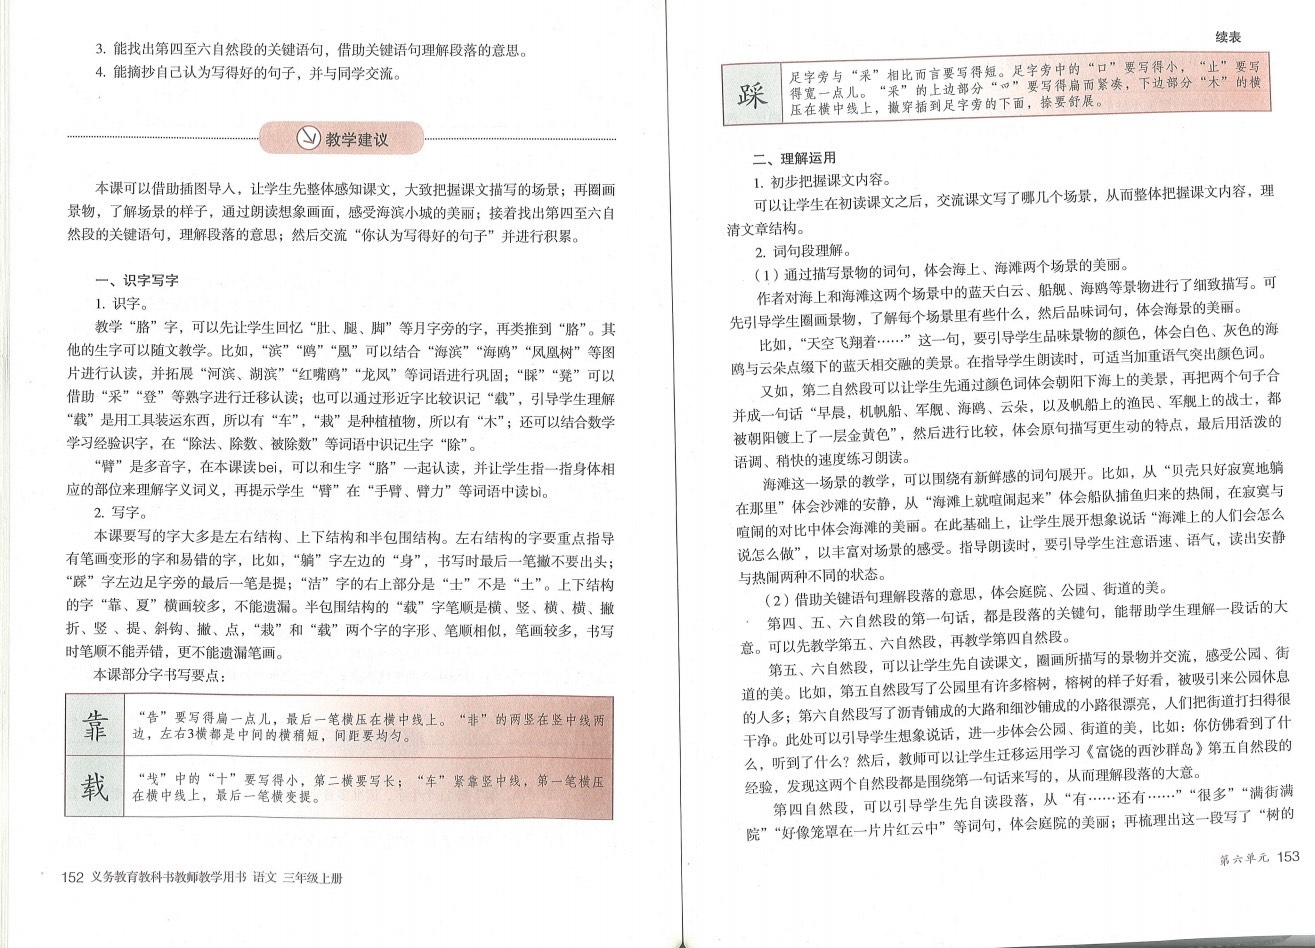 3. 能找出第四至六自然段的关键语句，借助关键语句理解段落的意思。
4. 能摘抄自己认为写得好的句子，并与同学交流。
教学建议
本课可以借助插图导人，让学生先整体感知课文，大致把握课文描写的场景；再圈画
景物，了解场景的样子，通过朗读想象画面，感受海滨小城的美丽；接着找出第四至六自
然段的关键语句，理解段落的意思；然后交流“你认为写得好的句子”并进行积累。
一、识字写字
1. 识字。
教学“胳”字，可以先让学生回忆“肚、腿、脚”等月字旁的字，再类推到“胳”。其
他的生字可以随文教学。比如，“滨”“鸥”“凰”可以结合“海滨”“海鸥”“凤凰树”等图
片进行认读，并拓展“河滨、湖滨”“红嘴鸥”“龙凤”等词语进行巩固；“睬”“凳”可以
借助“采”“登”等熟字进行迁移认读；也可以通过形近字比较识记“载”，引导学生理解
“载”是用工具装运东西，所以有“车”，“栽”是种植植物，所以有“木”；还可以结合数学
学习经验识字，在“除法、除数、被除数”等词语中识记生字“除”。
“臂”是多音字，在本课读bei，可以和生字“胳”一起认读，并让学生指一指身体相
应的部位来理解字义词义，再提示学生“臂”在“手臂、臂力”等词语中读bì。
2. 写字。
本课要写的字大多是左右结构、上下结构和半包围结构。左右结构的字要重点指导
有笔画变形的字和易错的字，比如，“躺”字左边的“身”，书写时最后一笔撇不要出头；
“踩”字左边足字旁的最后一笔是提；“洁”字的右上部分是“士”不是“土”。上下结构
的字“靠、夏”横画较多，不能遗漏。半包围结构的“载”字笔顺是横、竖、横、横、撇
折、竖 、提、斜钩、撇、点，“栽”和“载”两个字的字形、笔顺相似，笔画较多，书写
时笔顺不能弄错，更不能遗漏笔画。
本课部分字书写要点：
靠
“告”要写得扁一点儿，最后一笔横压在横中线上。“非”的两竖在竖中线两
边，左右3横都是中间的横稍短，间距要均匀。
载
“𢦏”中的“十”要写得小，第二横要写长；“车”紧靠竖中线，第一笔横压
在横中线上，最后一笔横变提。
152 义务教育教科书教师教学用书 语文 三年级上册
续表
踩
足字旁与“采”相比而言要写得短。足字旁中的“口”要写得小，“止”要写
得宽一点儿。“采”的上边部分“爫”要写得扁而紧凑，下边部分“木”的横
压在横中线上，撇穿插到足字旁的下面，捺要舒展。
二、理解运用
1. 初步把握课文内容。
可以让学生在初读课文之后，交流课文写了哪几个场景，从而整体把握课文内容，理
清文章结构。
2. 词句段理解。
（1）通过描写景物的词句，体会海上、海滩两个场景的美丽。
作者对海上和海滩这两个场景中的蓝天白云、船舰、海鸥等景物进行了细致描写。可
先引导学生圈画景物，了解每个场景里有些什么，然后品味词句，体会海景的美丽。
比如，“天空飞翔着……”这一句，要引导学生品味景物的颜色，体会白色、灰色的海
鸥与云朵点缀下的蓝天相交融的美景。在指导学生朗读时，可适当加重语气突出颜色词。
又如，第二自然段可以让学生先通过颜色词体会朝阳下海上的美景，再把两个句子合
并成一句话“早晨，机帆船、军舰、海鸥、云朵，以及帆船上的渔民、军舰上的战士，都
被朝阳镀上了一层金黄色”，然后进行比较，体会原句描写更生动的特点，最后用活泼的
语调、稍快的速度练习朗读。
海滩这一场景的教学，可以围绕有新鲜感的词句展开。比如，从“贝壳只好寂寞地躺
在那里”体会沙滩的安静，从“海滩上就喧闹起来”体会船队捕鱼归来的热闹，在寂寞与
喧闹的对比中体会海滩的美丽。在此基础上，让学生展开想象说话“海滩上的人们会怎么
说怎么做”，以丰富对场景的感受。指导朗读时，要引导学生注意语速、语气，读出安静
与热闹两种不同的状态。
（2）借助关键语句理解段落的意思，体会庭院、公园、街道的美。
第四、五、六自然段的第一句话，都是段落的关键句，能帮助学生理解一段话的大
意。可以先教学第五、六自然段，再教学第四自然段。
第五、六自然段，可以让学生先自读课文，圈画所描写的景物并交流，感受公园、街
道的美。比如，第五自然段写了公园里有许多榕树，榕树的样子好看，被吸引来公园休息
的人多；第六自然段写了沥青铺成的大路和细沙铺成的小路很漂亮，人们把街道打扫得很
干净。此处可以引导学生想象说话，进一步体会公园、街道的美，比如：你仿佛看到了什
么，听到了什么？然后，教师可以让学生迁移运用学习《富饶的西沙群岛》第五自然段的
经验，发现这两个自然段都是围绕第一句话来写的，从而理解段落的大意。
第四自然段，可以引导学生先自读段落，从“有……还有……”“很多”“满街满
院”“好像笼罩在一片片红云中”等词句，体会庭院的美丽；再梳理出这一段写了“树的
第六单元 153